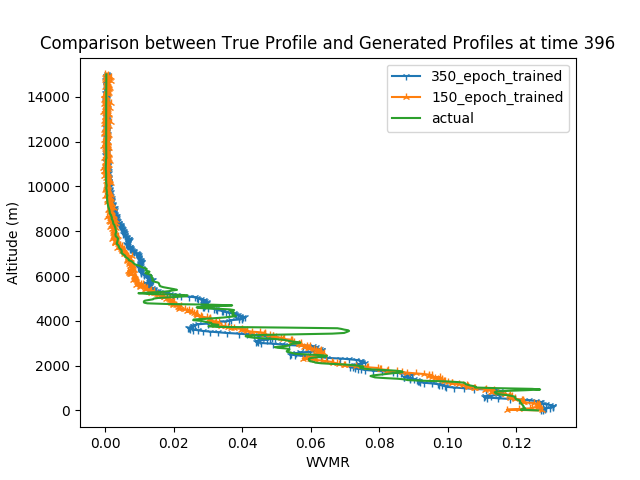 Comparison between True Profile and Generated Profiles at time 396
350_epoch_trained
150_epoch_trained
actual
Altitude (m)
14000
12000
10000
8000
6000
4000
2000
0
0.00 0.02 0.04 0.06 0.08 0.10 0.12
WVMR